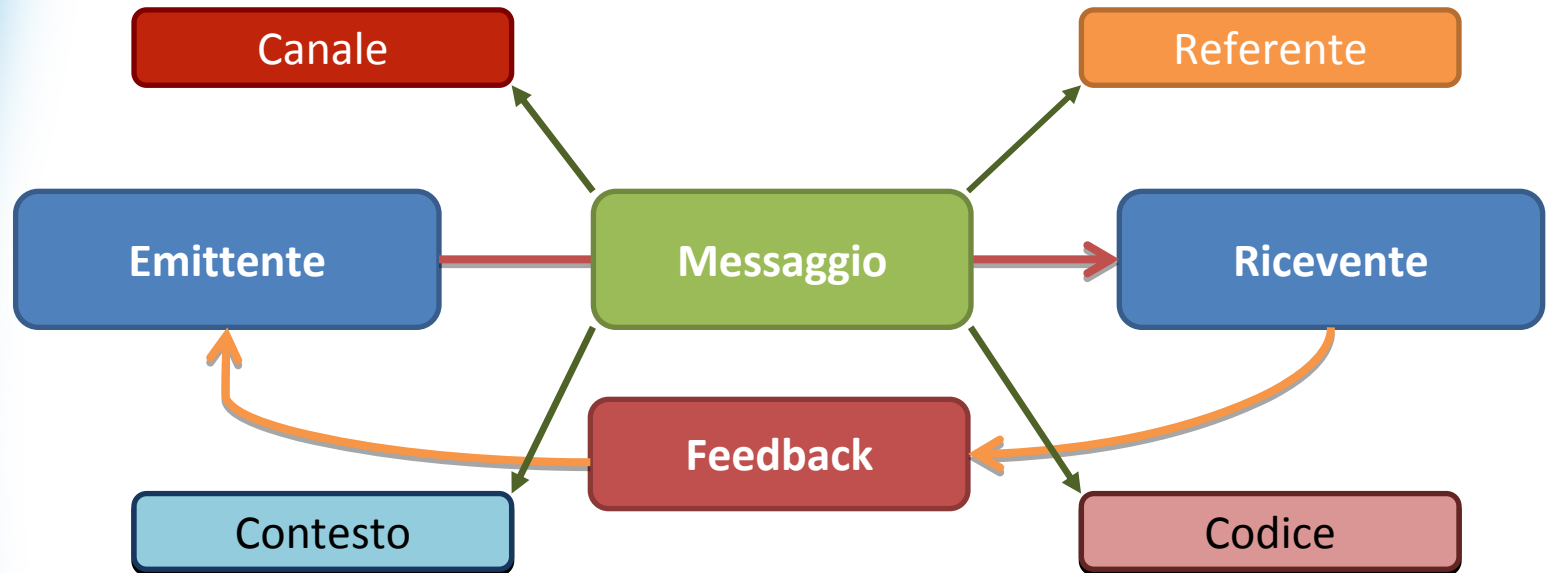 Canale
Referente
Emittente
Messaggio
Ricevente
Feedback
Contesto
Codice